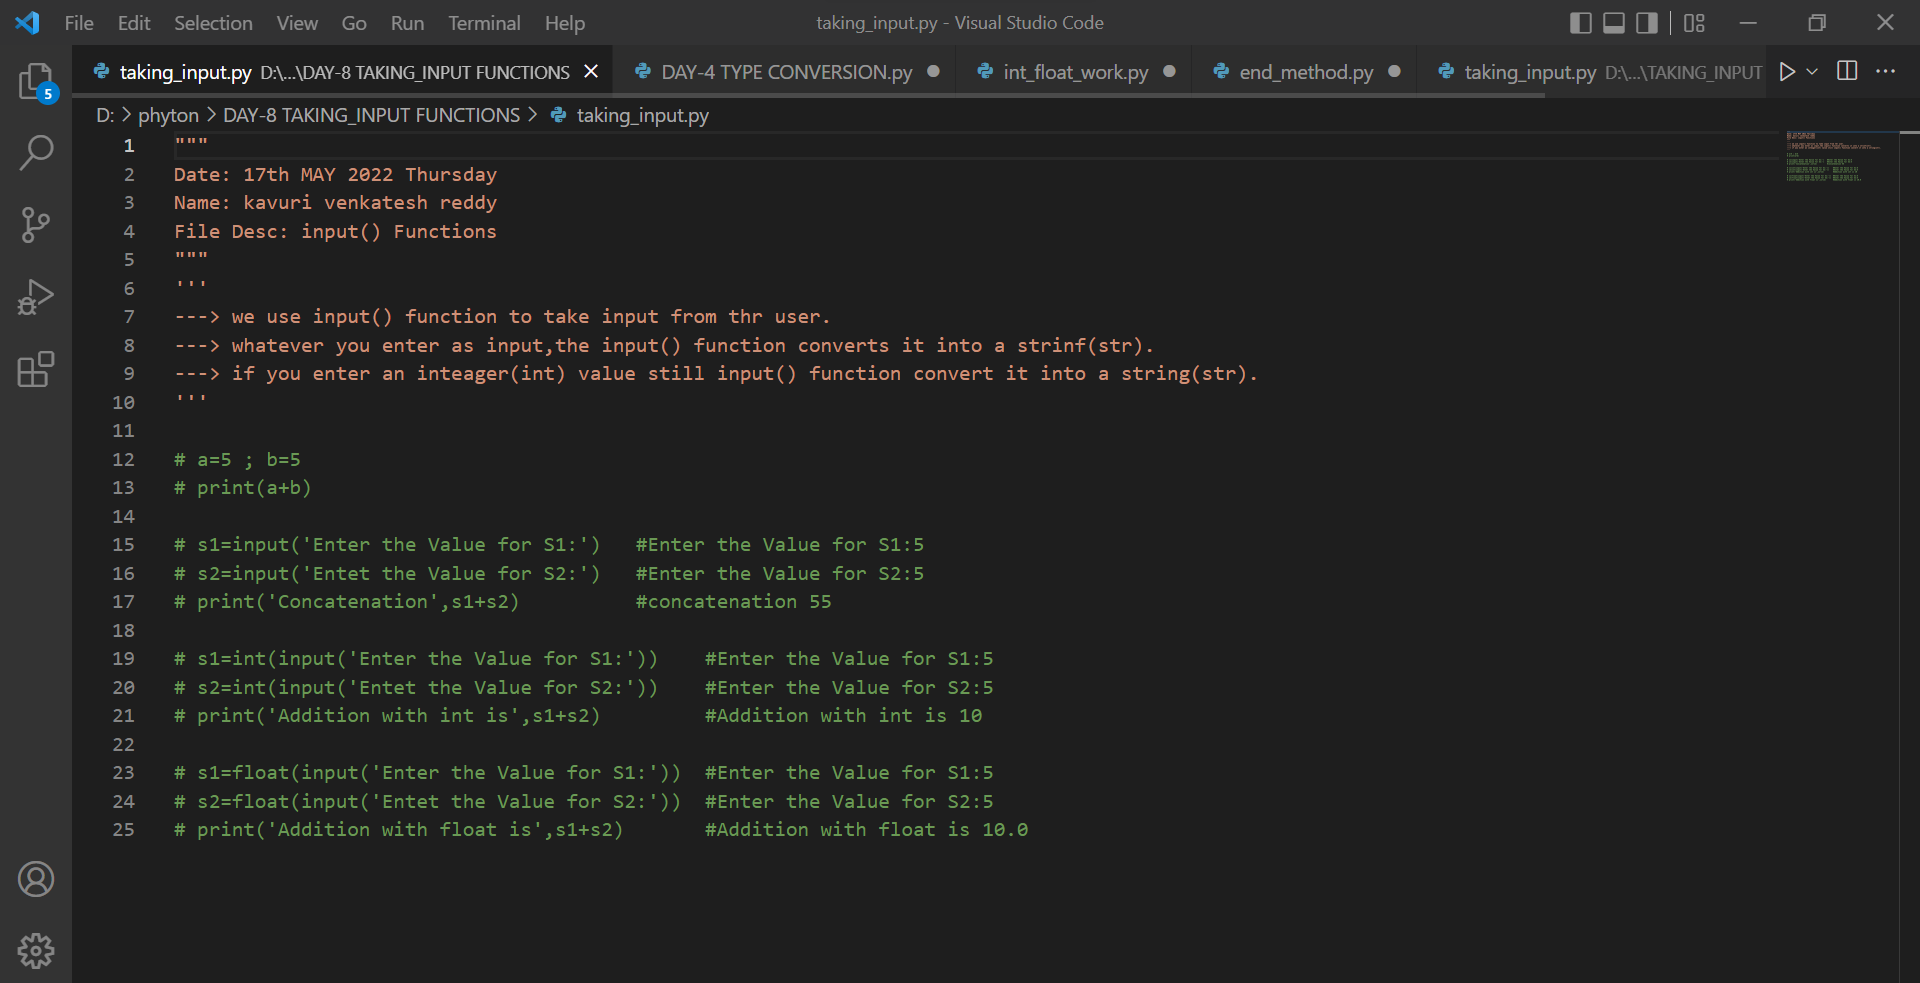 File Edit Selection View Go Run Terminal Help taking_input.py - Visual Studio Code
taking_input.py D:\...\DAY-8 TAKING_INPUT FUNCTIONS DAY-4 TYPE CONVERSION.py int_float_work.py end_method.py taking_input.py D:\...\TAKING_INPUT
5
D: > phyton > DAY-8 TAKING_INPUT FUNCTIONS > taking_input.py
1 """
2 Date: 17th MAY 2022 Thursday
3 Name: kavuri venkatesh reddy
4 File Desc: input() Functions
5 """
6 '''
7 ---> we use input() function to take input from thr user.
8 ---> whatever you enter as input,the input() function converts it into a strinf(str).
9 ---> if you enter an inteager(int) value still input() function convert it into a string(str).
10 '''
11
12 # a=5 ; b=5
13 # print(a+b)
14
15 # s1=input('Enter the Value for S1:') #Enter the Value for S1:5
16 # s2=input('Entet the Value for S2:') #Enter the Value for S2:5
17 # print('Concatenation',s1+s2) #concatenation 55
18
19 # s1=int(input('Enter the Value for S1:')) #Enter the Value for S1:5
20 # s2=int(input('Entet the Value for S2:')) #Enter the Value for S2:5
21 # print('Addition with int is',s1+s2) #Addition with int is 10
22
23 # s1=float(input('Enter the Value for S1:')) #Enter the Value for S1:5
24 # s2=float(input('Entet the Value for S2:')) #Enter the Value for S2:5
25 # print('Addition with float is',s1+s2) #Addition with float is 10.0